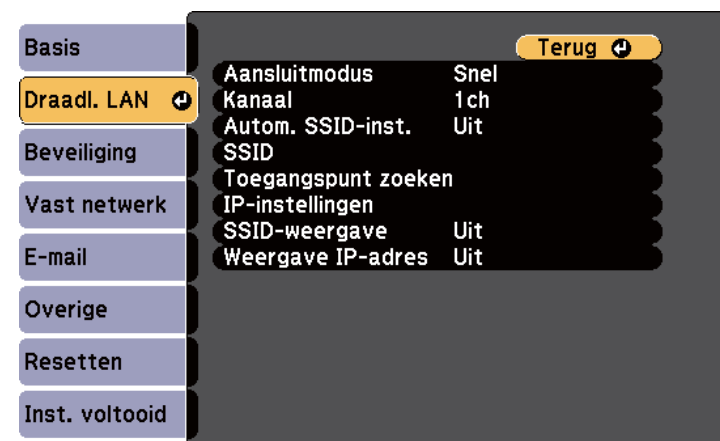 Basis
Draadl. LAN
Beveiliging
Vast netwerk
E-mail
Overige
Resetten
Inst. voltooid
Terug
Aansluitmodus Snel
Kanaal 1ch
Autom. SSID-inst. Uit
SSID
Toegangspunt zoeken
IP-instellingen
SSID-weergave Uit
Weergave IP-adres Uit